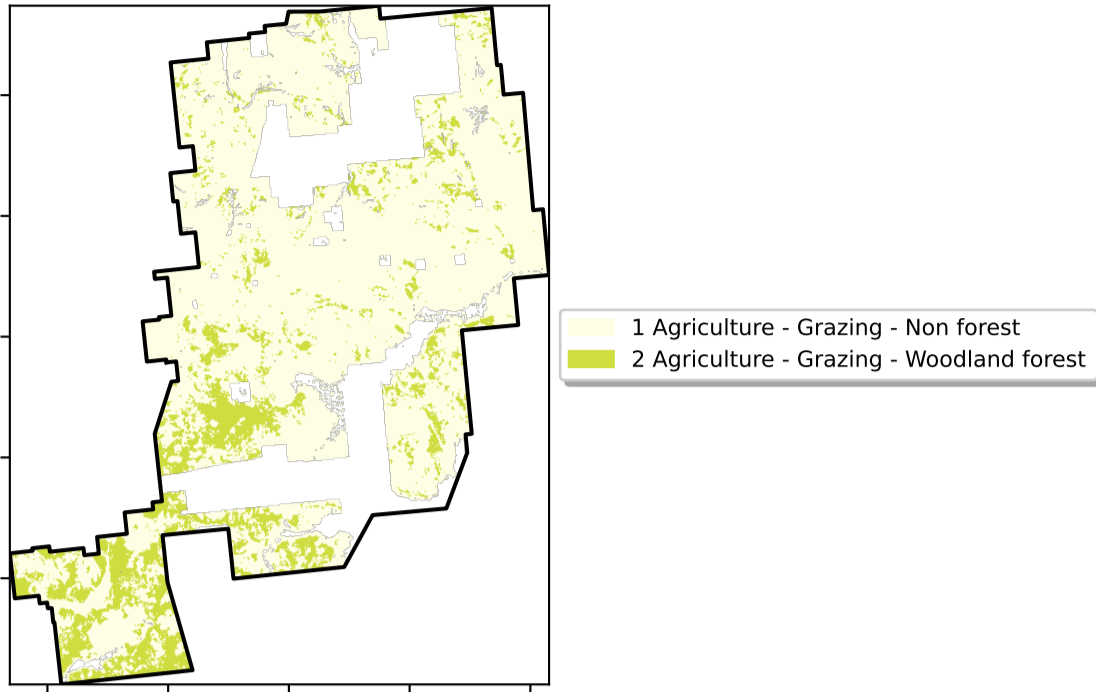 1 Agriculture - Grazing - Non forest
2 Agriculture - Grazing - Woodland forest